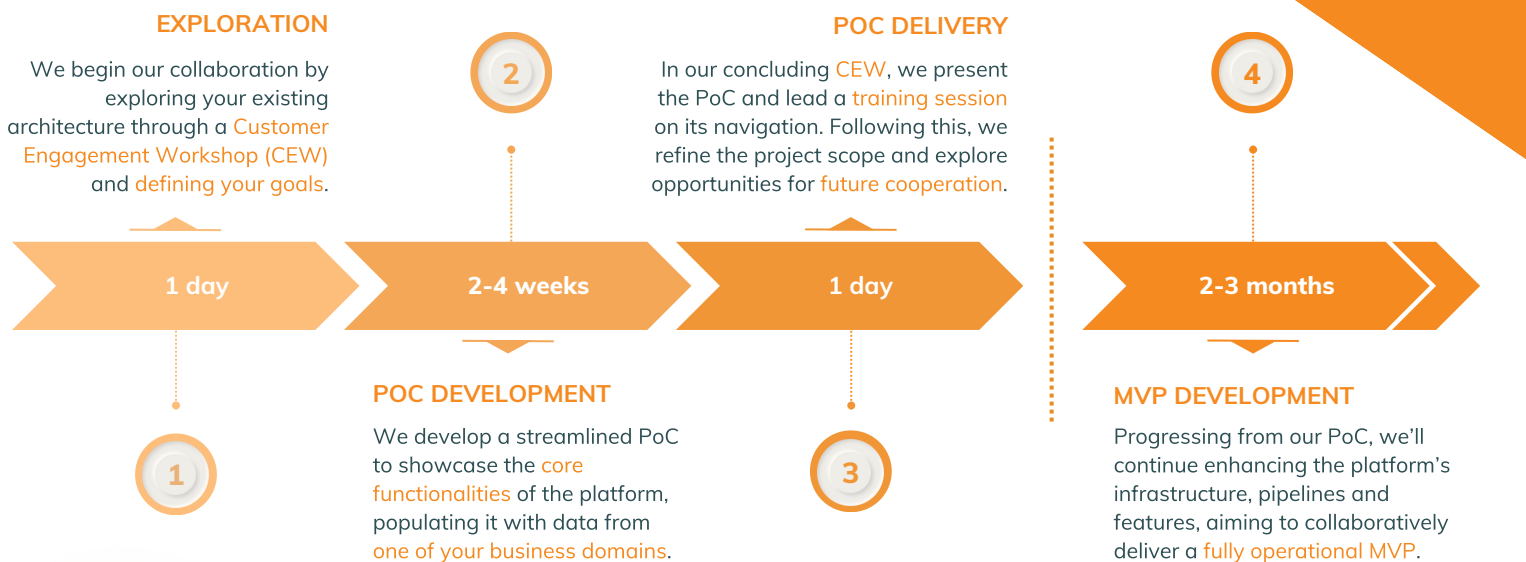 EXPLORATION
We begin our collaboration by
exploring your existing
architecture through a Customer
Engagement Workshop (CEW)
and defining your goals.
1 day
1
2
2-4 weeks
POC DEVELOPMENT
We develop a streamlined PoC
to showcase the core
functionalities of the platform,
populating it with data from
one of your business domains.
POC DELIVERY
In our concluding CEW, we present
the PoC and lead a training session
on its navigation. Following this, we
refine the project scope and explore
opportunities for future cooperation.
1 day
3
4
2-3 months
MVP DEVELOPMENT
Progressing from our PoC, we’ll
continue enhancing the platform’s
infrastructure, pipelines and
features, aiming to collaboratively
deliver a fully operational MVP.